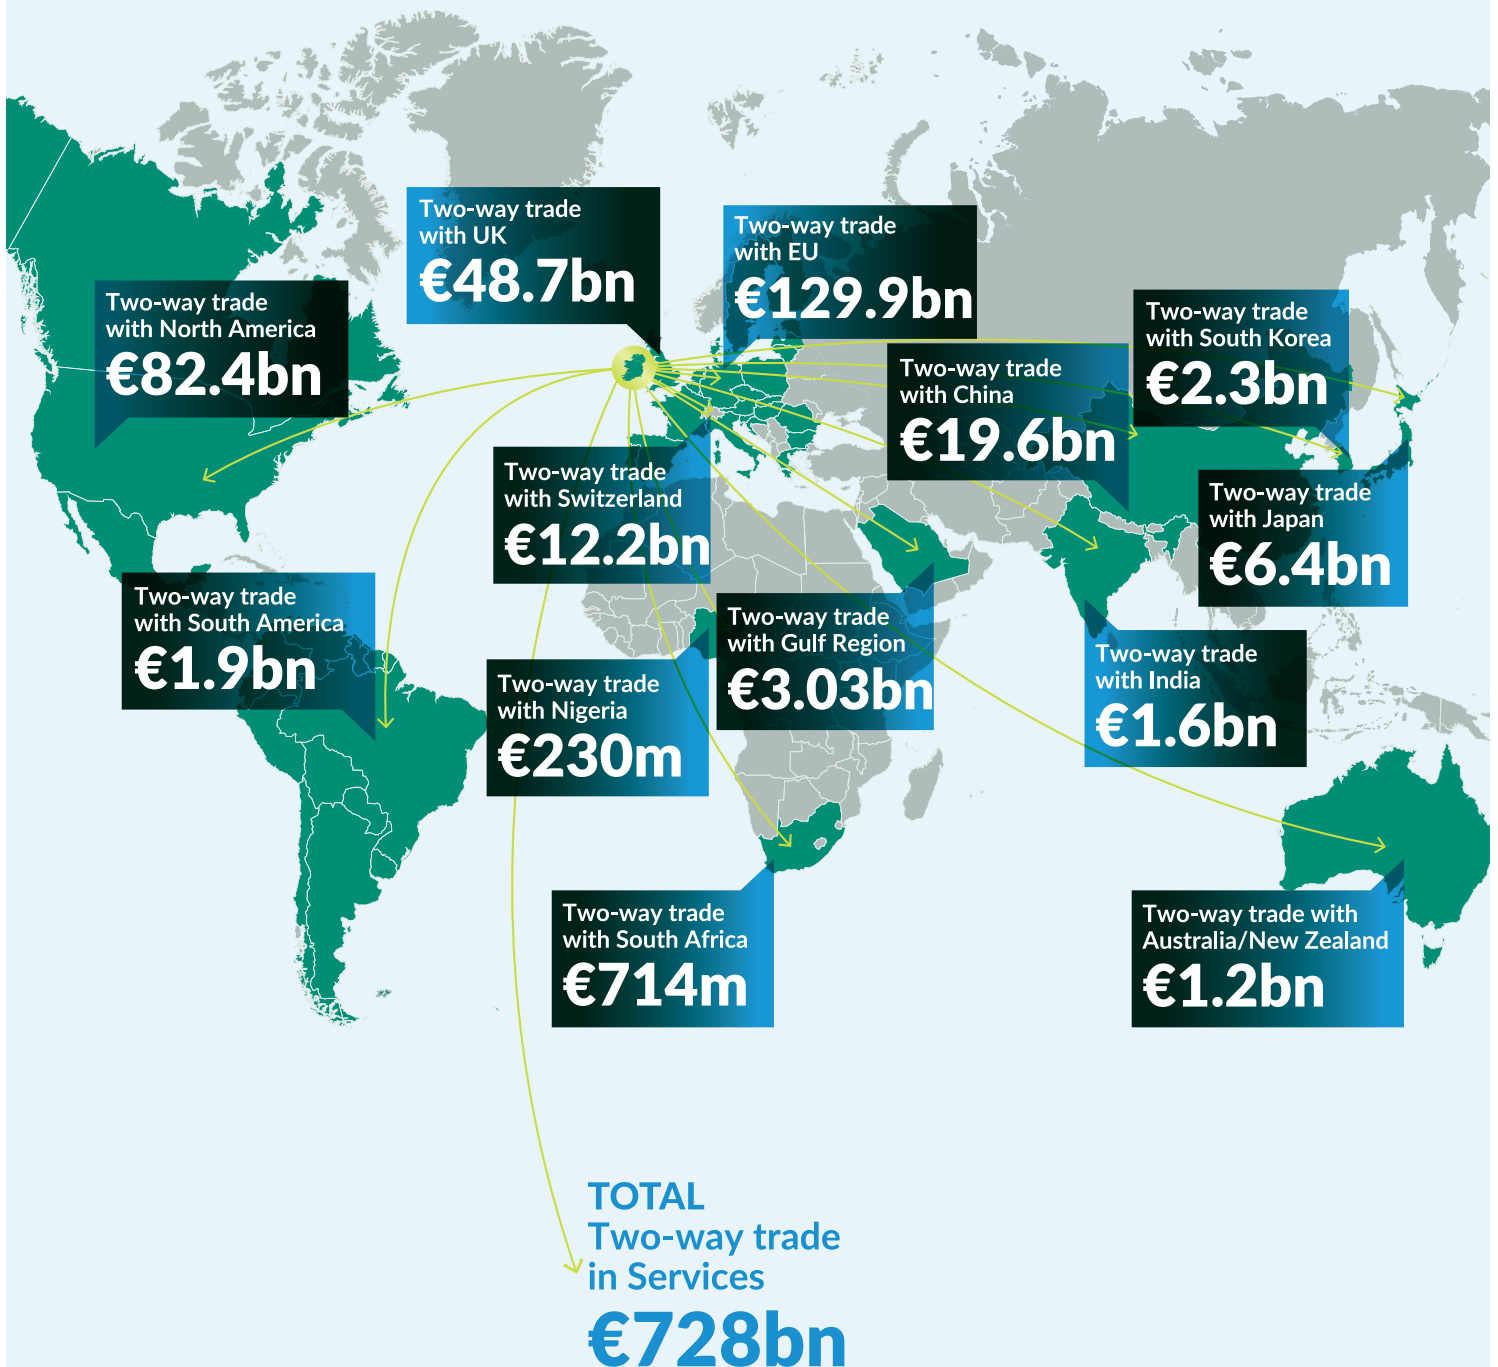 Two-way trade
with UK
€48.7bn
Two-way trade
with EU
€129.9bn
Two-way trade
with North America
€82.4bn
Two-way trade
with South Korea
€2.3bn
Two-way trade
with China
€19.6bn
Two-way trade
with Switzerland
€12.2bn
Two-way trade
with Japan
€6.4bn
Two-way trade
with South America
€1.9bn
Two-way trade
with Gulf Region
€3.03bn
Two-way trade
with India
€1.6bn
Two-way trade
with Nigeria
€230m
Two-way trade
with South Africa
€714m
Two-way trade with
Australia/New Zealand
€1.2bn
TOTAL
Two-way trade
in Services
€728bn